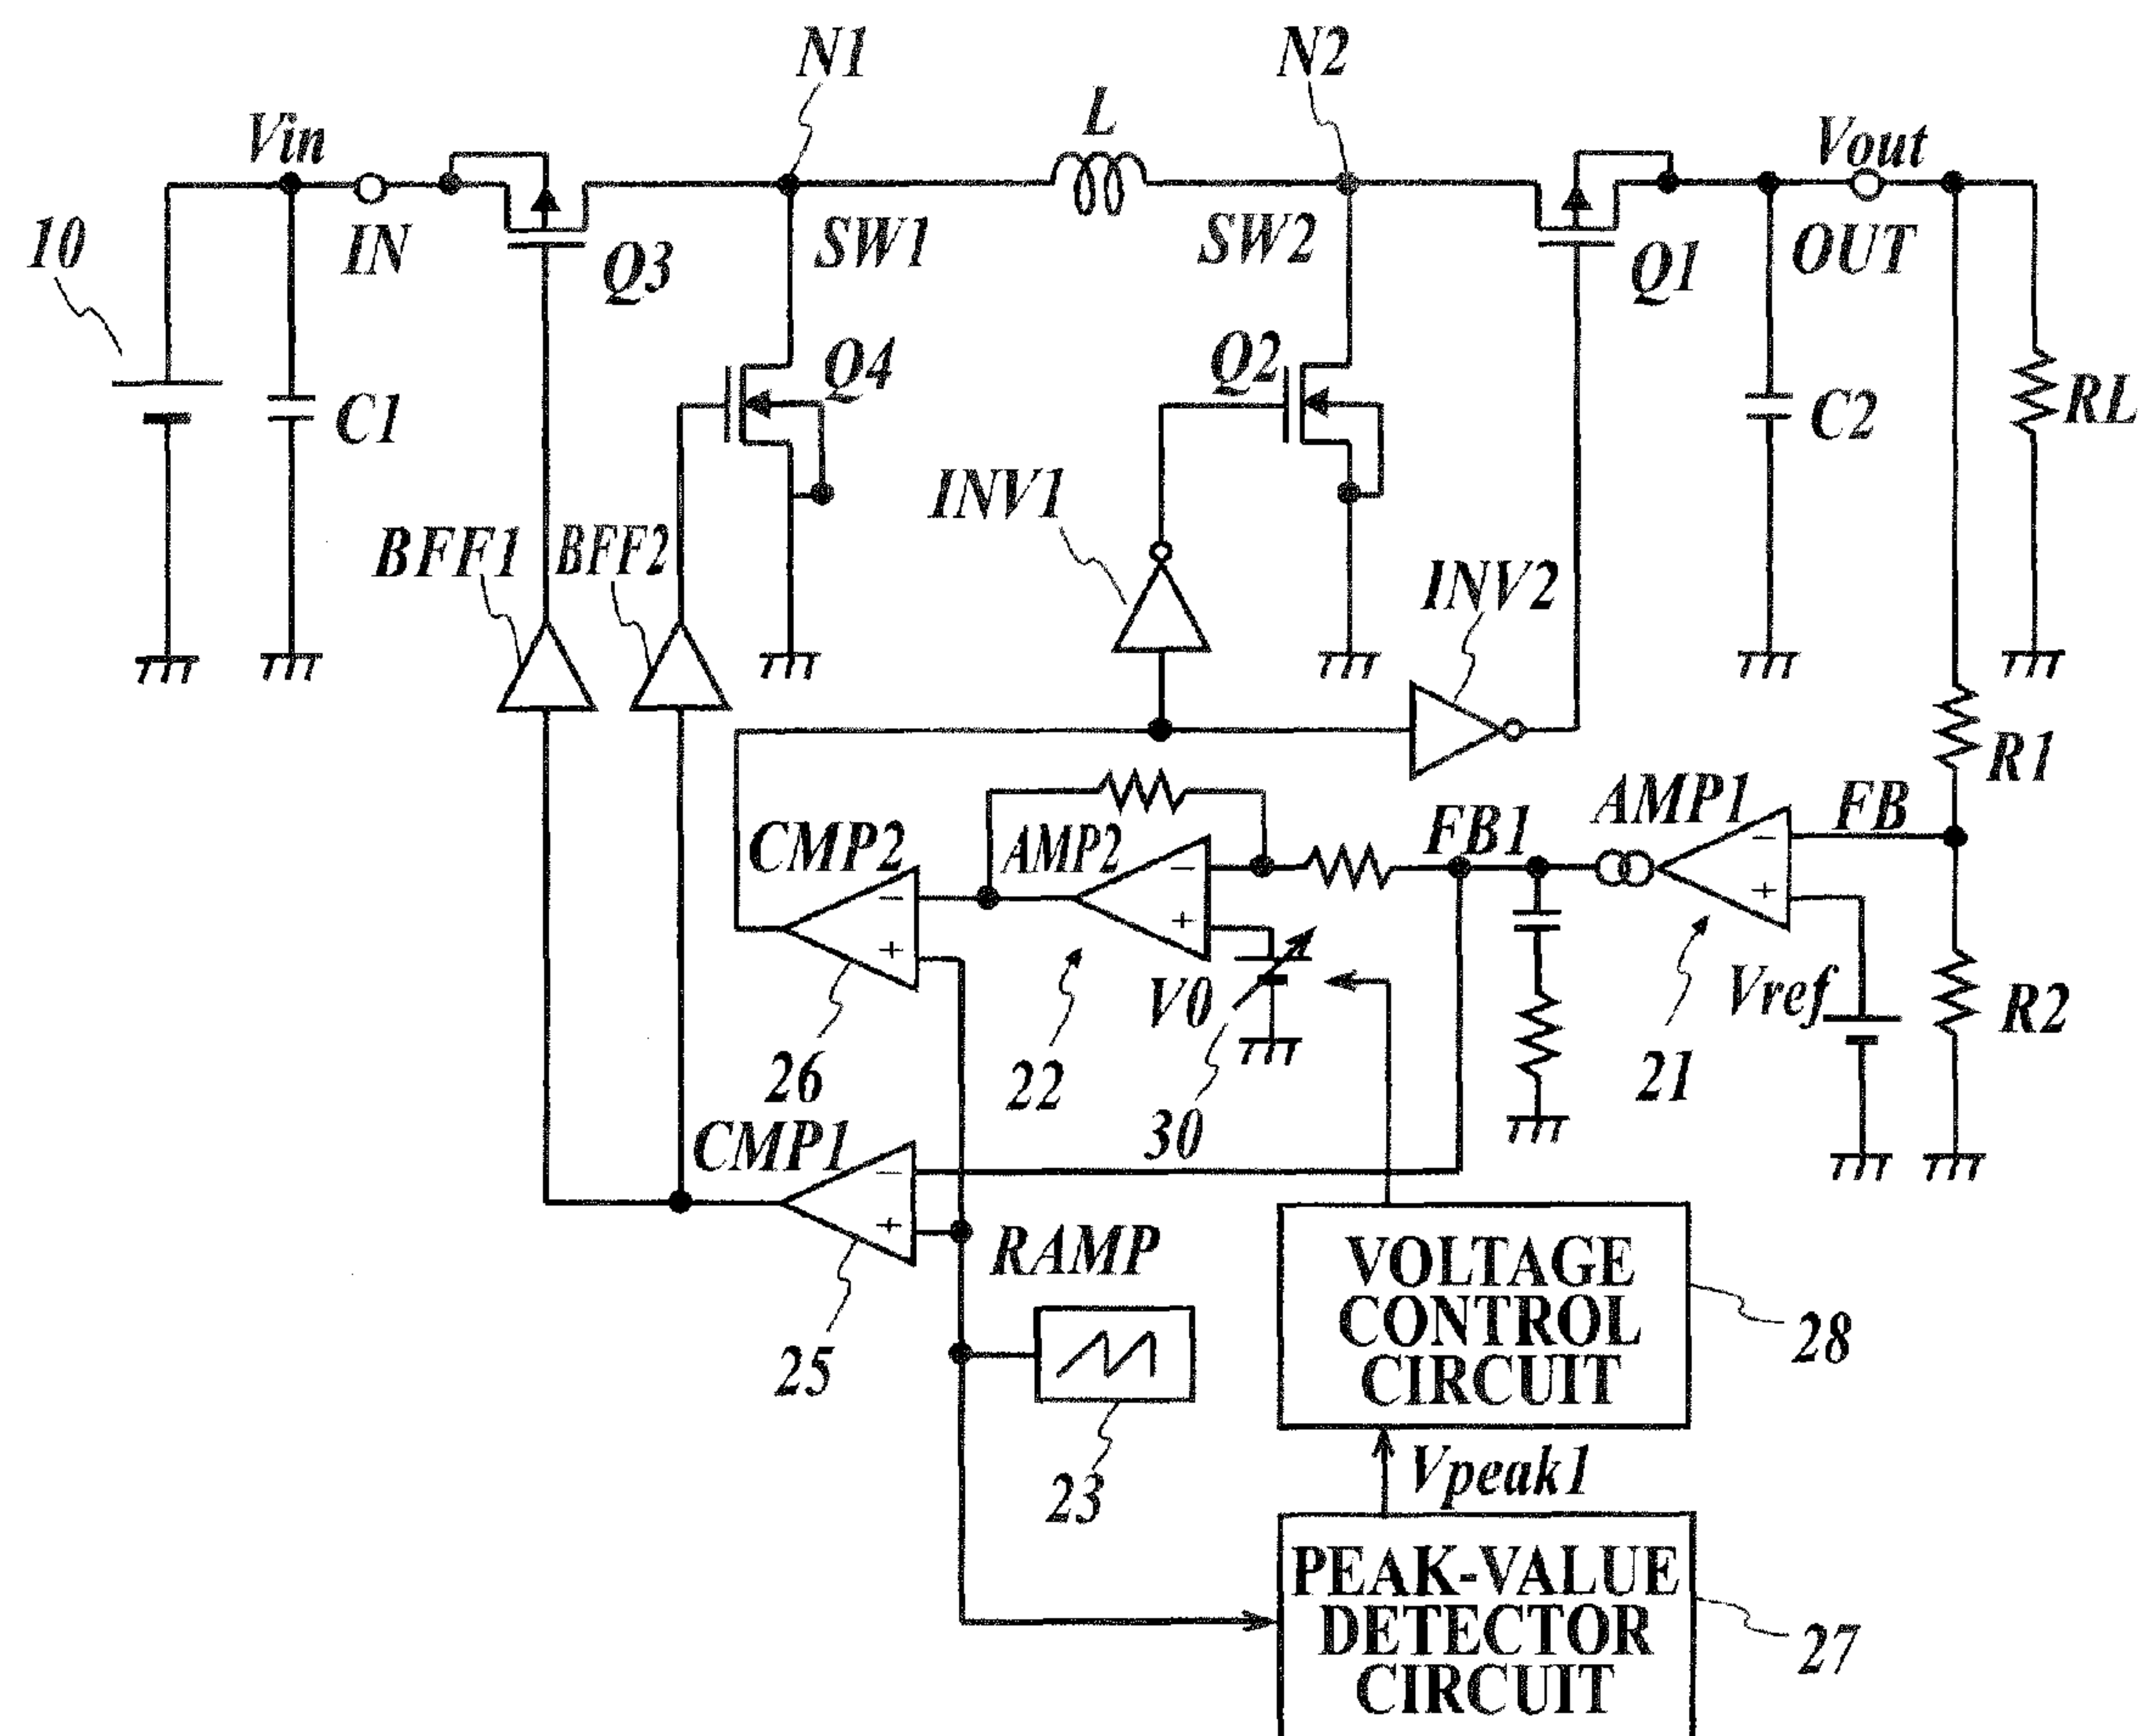 N1
N2
L
Vin
Vout
10
IN
Q3
SW1
SW2
Q1
OUT
Q4
Q2
C1
C2
RL
INV1
BFF1
BFF2
INV2
R1
AMP1
FB
FB1
CMP2
AMP2
−
+
−
+
−
+
V0
Vref
R2
26
22
30
21
CMP1
−
+
RAMP
25
23
VOLTAGE
CONTROL
CIRCUIT
28
Vpeak1
PEAK-VALUE
DETECTOR
CIRCUIT
27